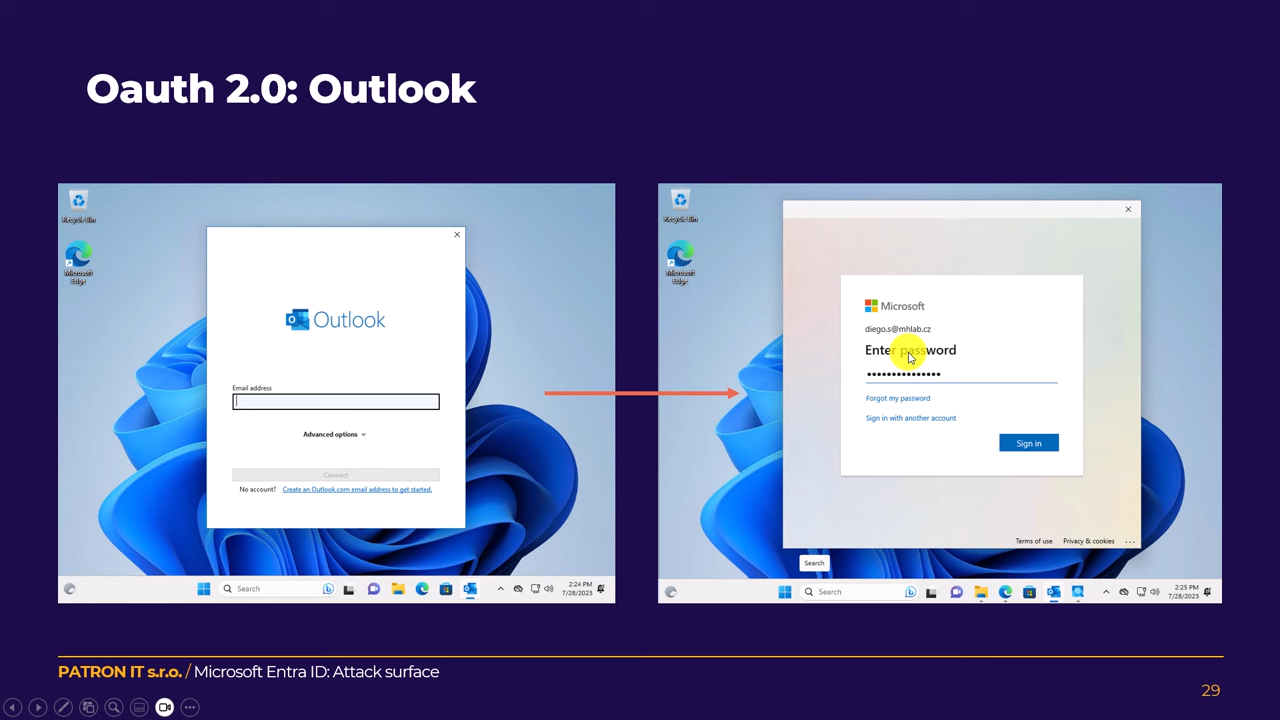 Oauth 2.0: Outlook
Recycle Bin
Microsoft
Edge
Outlook
Email address
Advanced options
Connect
No account? Create an Outlook.com email address to get started.
Search
2:24 PM
7/28/2023
Recycle Bin
Microsoft
Edge
Microsoft
diego.s@mhlab.cz
Enter password
Forgot my password
Sign in with another account
Sign in
Terms of use Privacy & cookies ...
Search
Search
2:25 PM
7/28/2023
PATRON IT s.r.o. / Microsoft Entra ID: Attack surface
29